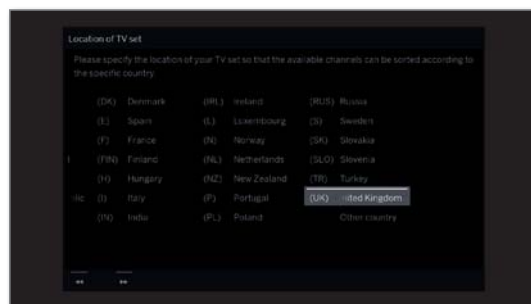 Location of TV set
Please specify the location of your TV set so that the available channels can be sorted according to
the specific country
(DK) Denmark (IRL) Ireland (RUS) Russia
(E) Spain (L) Luxembourg (S) Sweden
(F) France (N) Norway (SK) Slovakia
(FIN) Finland (NL) Netherlands (SLO) Slovenia
(H) Hungary (NZ) New Zealand (TR) Turkey
lic (I) Italy (P) Portugal (UK) United Kingdom
(IN) India (PL) Poland Other country